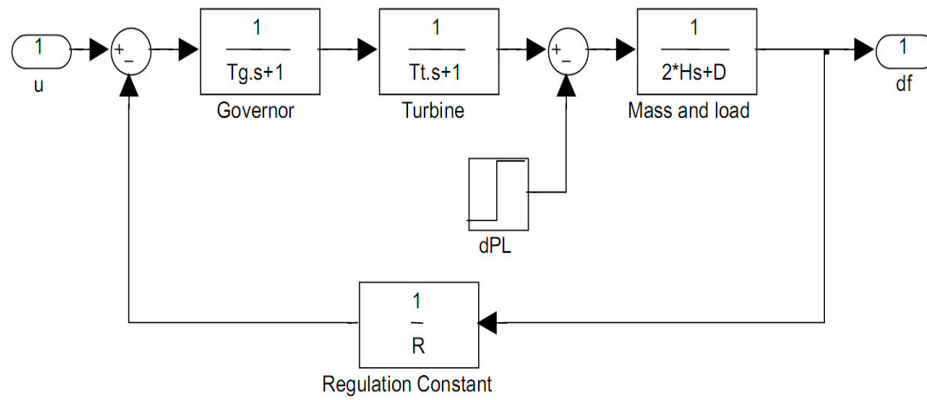 1
u
+
−
1
Tg.s+1
Governor
1
Tt.s+1
Turbine
+
−
1
2*Hs+D
Mass and load
1
df
dPL
1
R
Regulation Constant